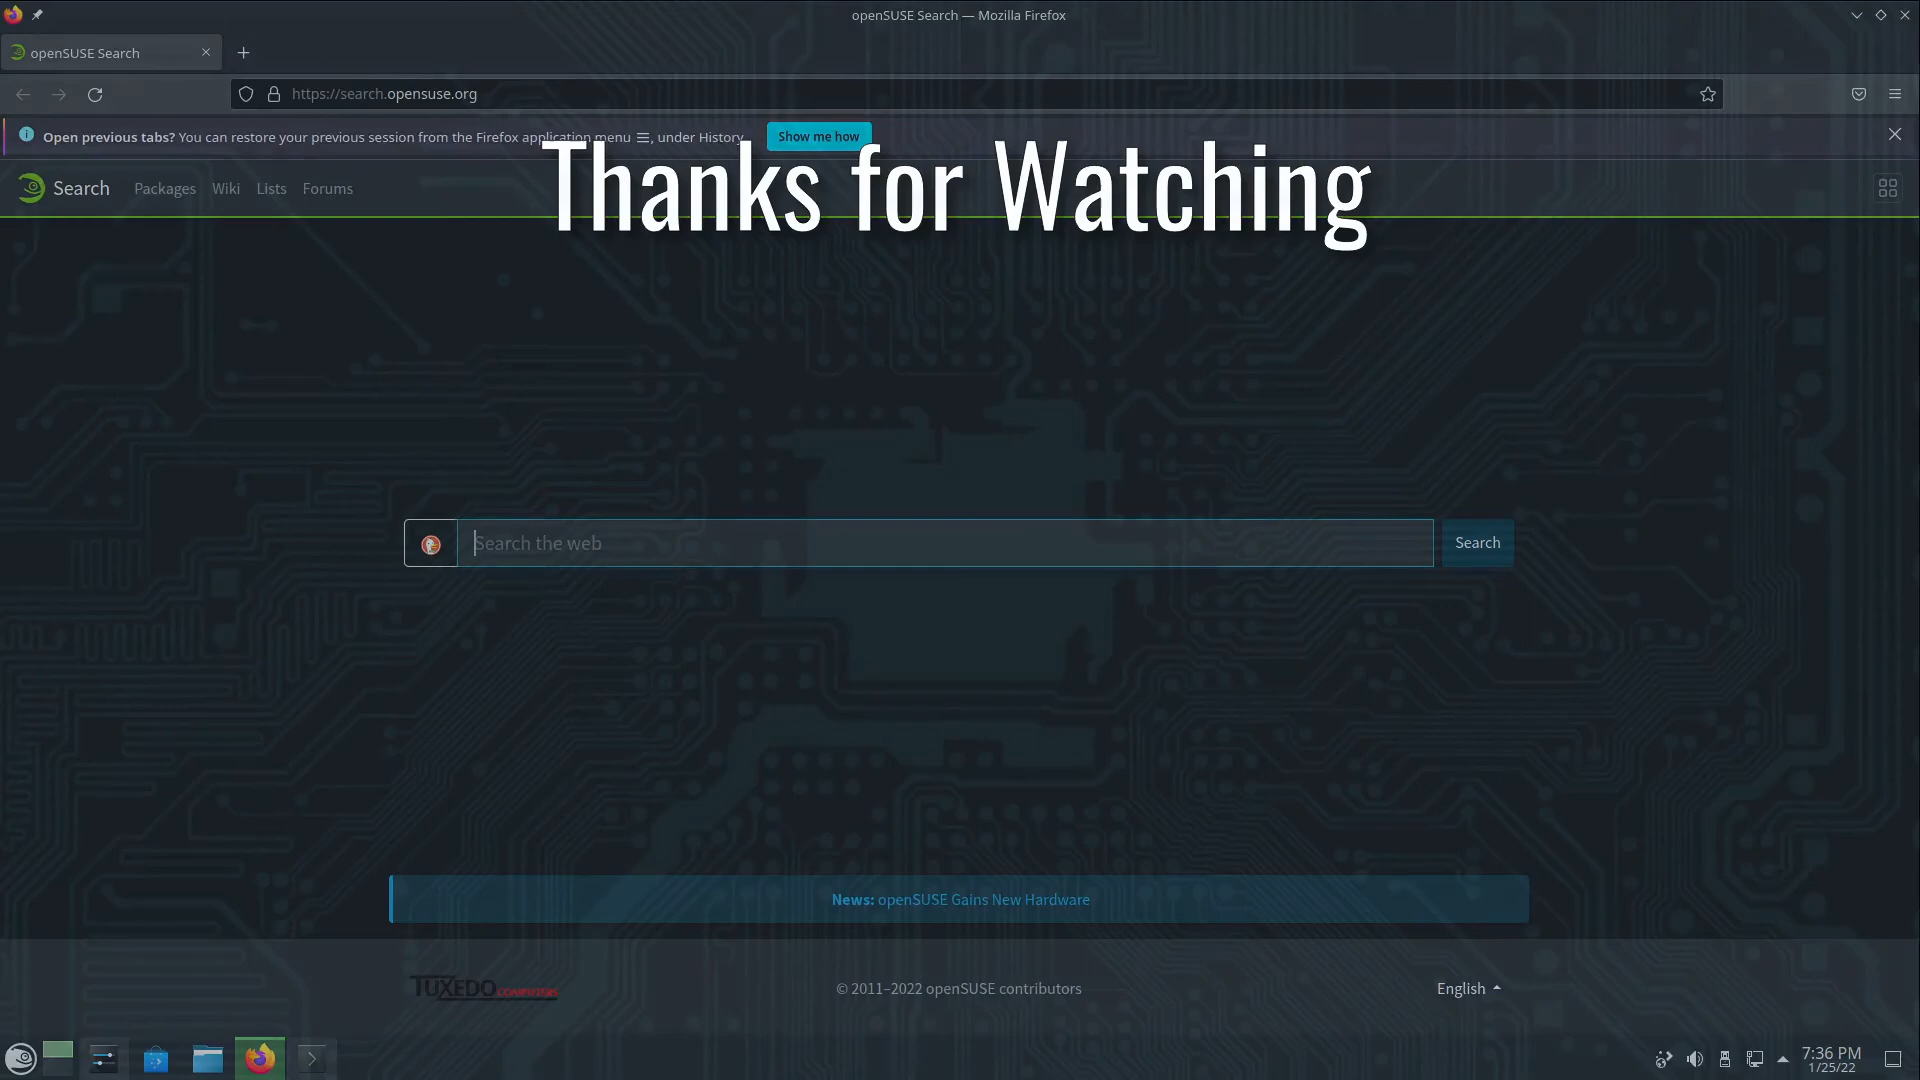 openSUSE Search — Mozilla Firefox
openSUSE Search
https://search.opensuse.org
Open previous tabs? You can restore your previous session from the Firefox application menu ☰, under History.
Show me how
Thanks for Watching
Search
Packages
Wiki
Lists
Forums
Search the web
Search
News: openSUSE Gains New Hardware
TUXEDO COMPUTERS
© 2011–2022 openSUSE contributors
English
7:36 PM
1/25/22